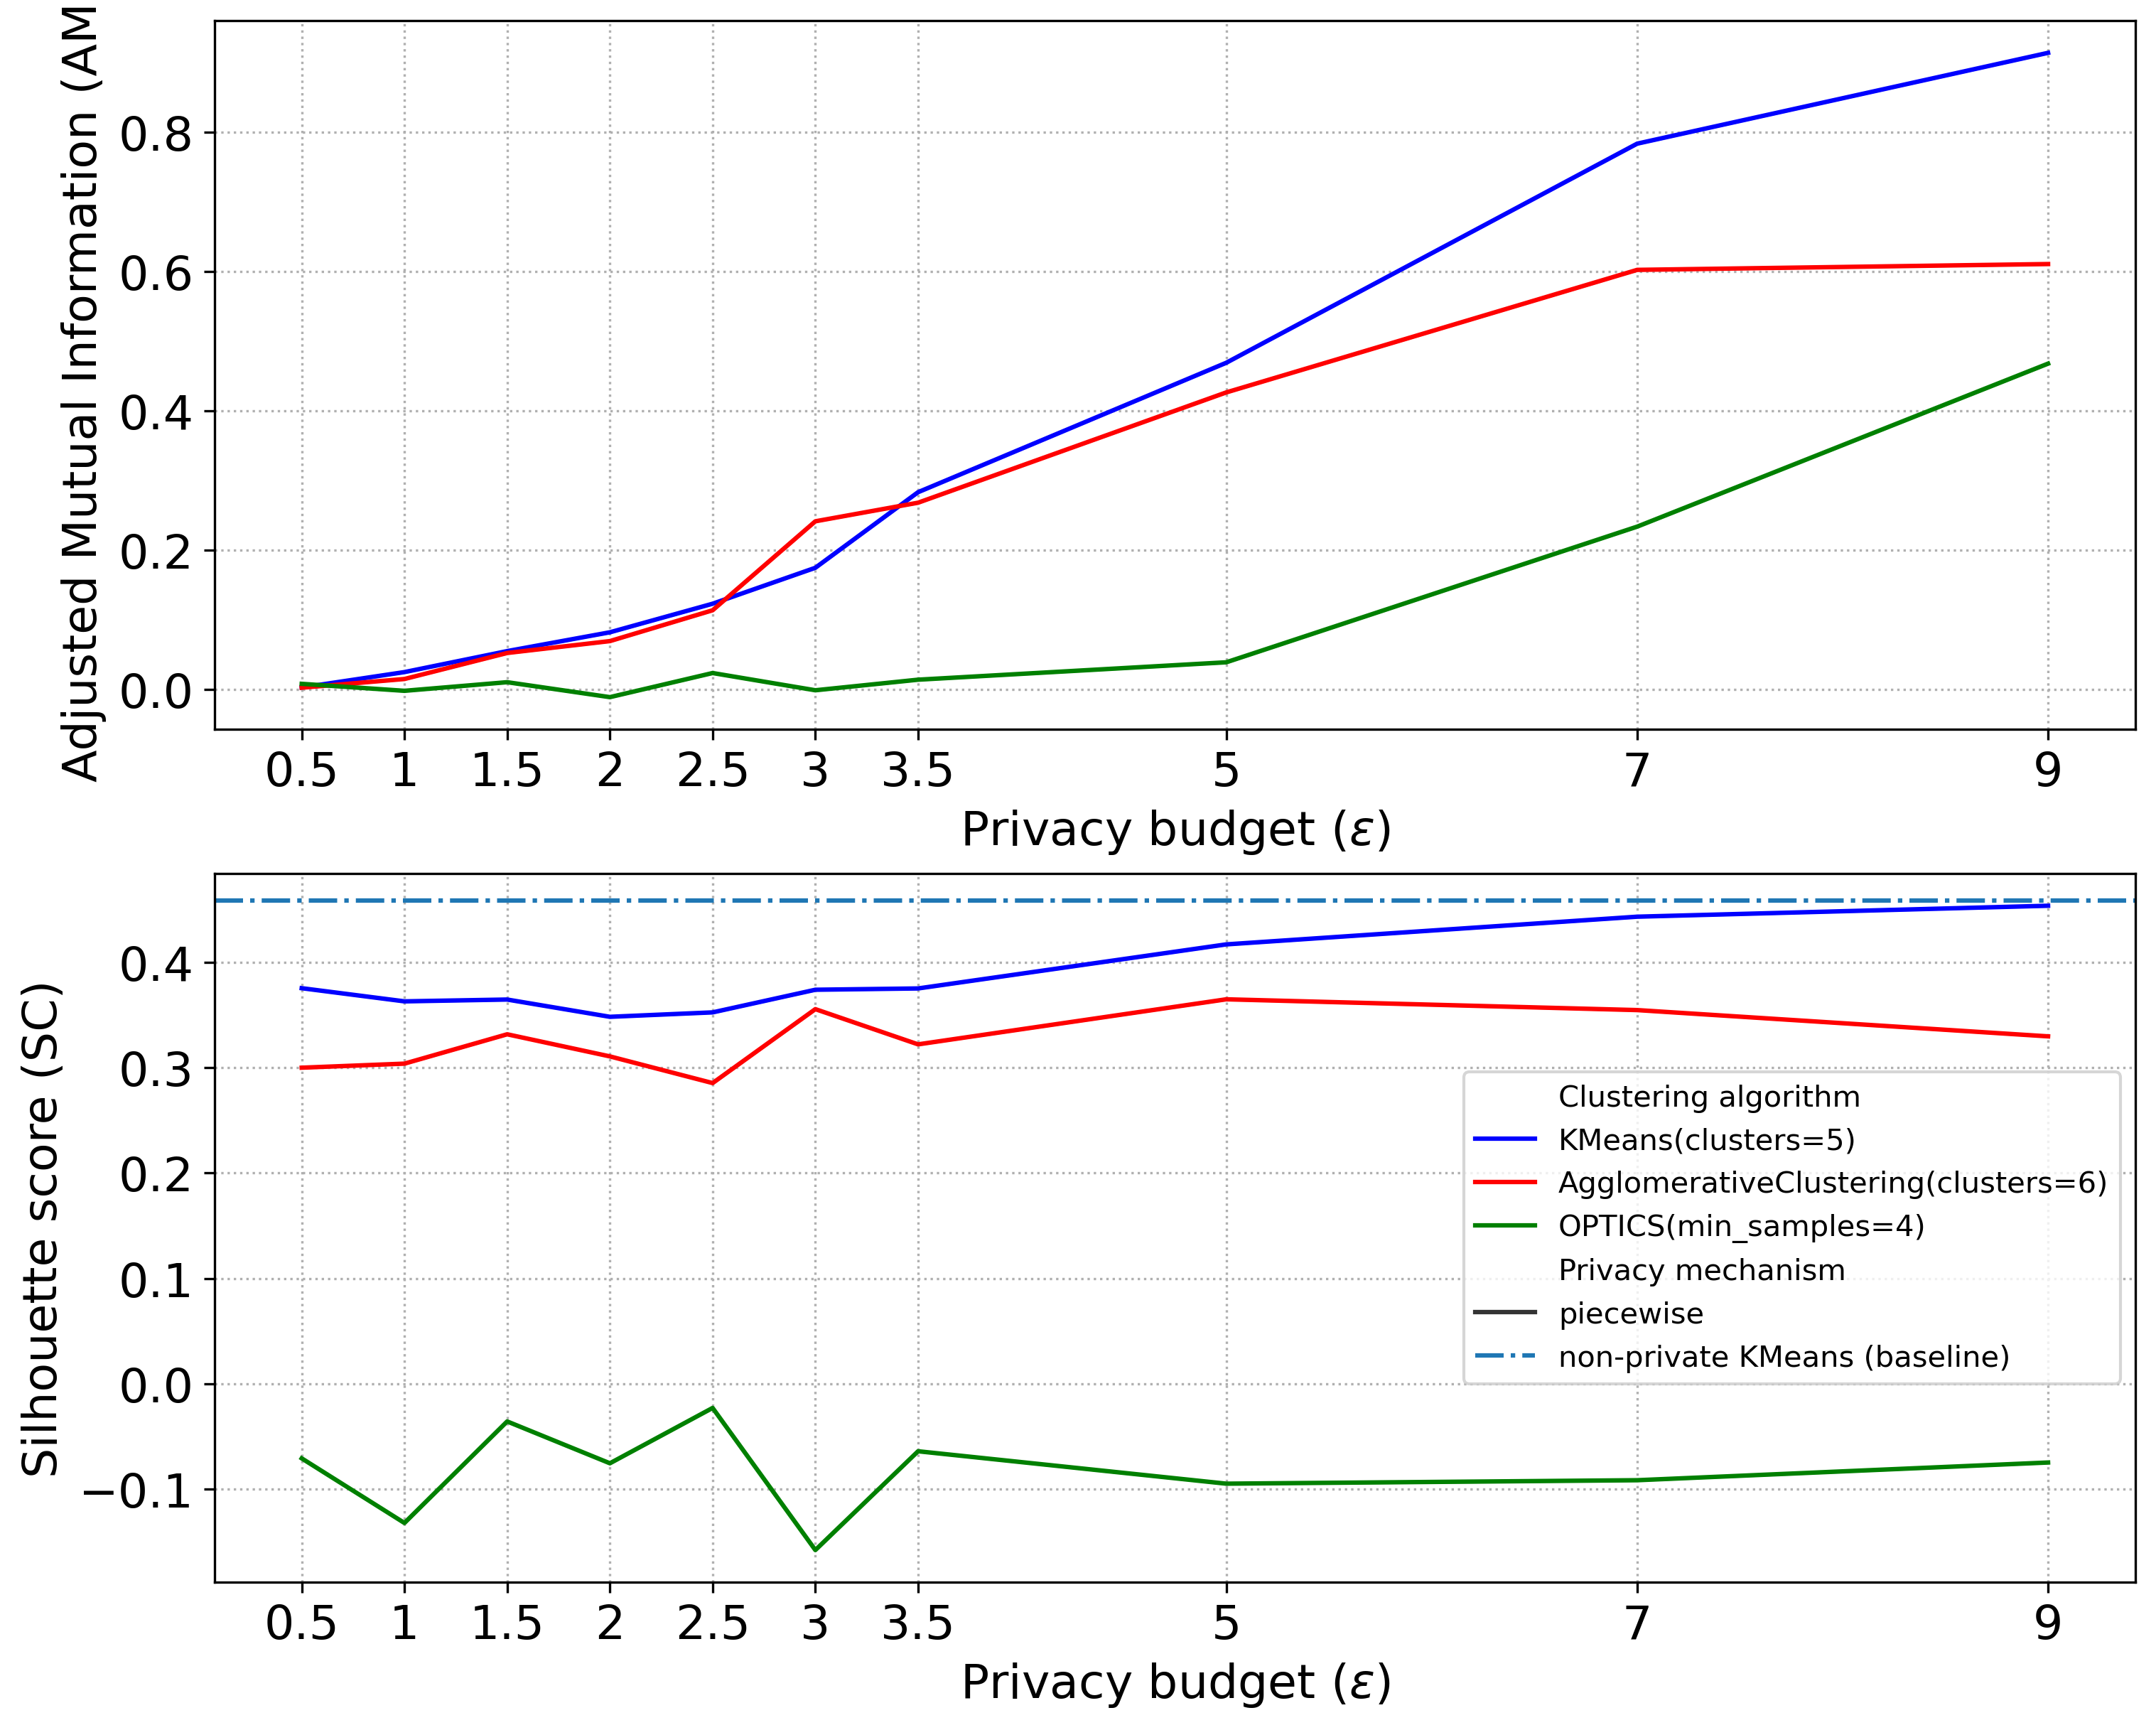 Adjusted Mutual Information (AM
0.8
0.6
0.4
0.2
0.0
0.5 1 1.5 2 2.5 3 3.5 5 7 9
Privacy budget (ε)
Silhouette score (SC)
0.4
0.3
0.2
0.1
0.0
−0.1
Clustering algorithm
KMeans(clusters=5)
AgglomerativeClustering(clusters=6)
OPTICS(min_samples=4)
Privacy mechanism
piecewise
non-private KMeans (baseline)
0.5 1 1.5 2 2.5 3 3.5 5 7 9
Privacy budget (ε)